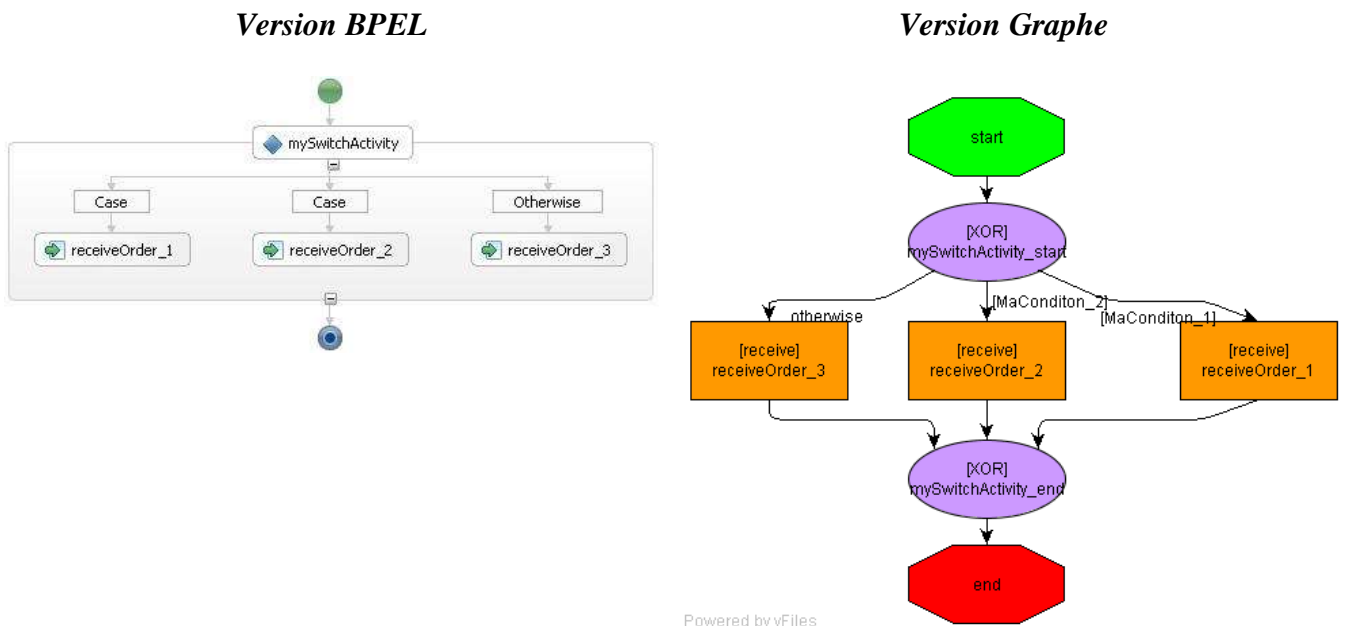 Version BPEL
Version Graphe
mySwitchActivity
Case
Case
Otherwise
receiveOrder_1
receiveOrder_2
receiveOrder_3
start
[XOR]
mySwitchActivity_start
otherwise
[MaConditon_2]
[MaConditon_1]
[receive]
receiveOrder_3
[receive]
receiveOrder_2
[receive]
receiveOrder_1
[XOR]
mySwitchActivity_end
end
Powered by yFiles